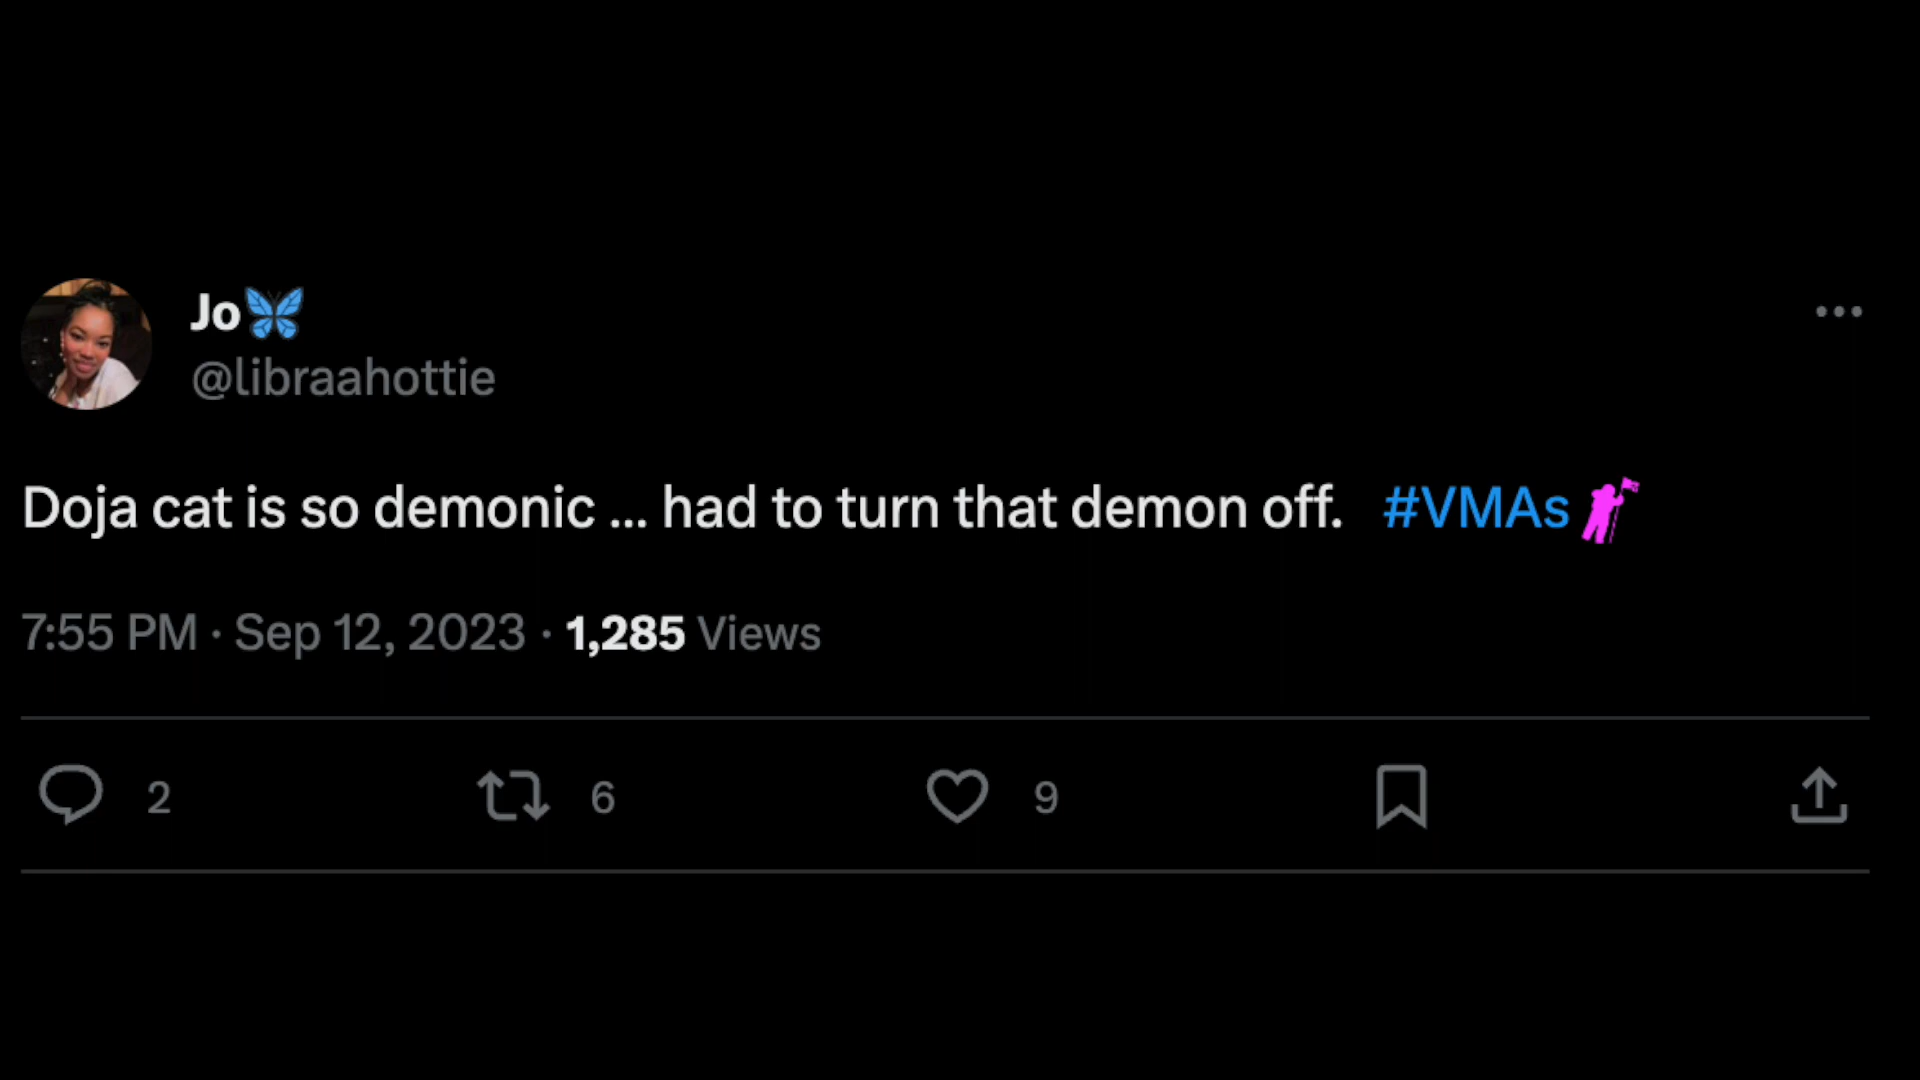 Jo🦋
@libraahottie
Doja cat is so demonic ... had to turn that demon off. #VMAs
7:55 PM · Sep 12, 2023 · 1,285 Views
2 6 9